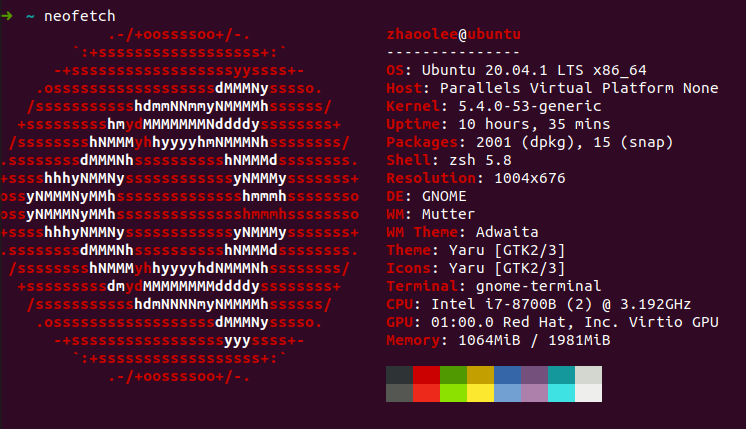 ➜ ~ neofetch
.-/+oossssoo+/-.
`:+ssssssssssssssssss+:`
-+ssssssssssssssssssyyssss+-
.ossssssssssssssssssdMMMNysssso.
/ssssssssssshdmmNNmmyNMMMMhssssss/
+ssssssssshmydMMMMMMMNddddyssssssss+
/sssssssshNMMMyhhyyyyhmNMMMNhssssssss/
.ssssssssdMMMNhsssssssssshNMMMdssssssss.
+sssshhhyNMMNyssssssssssssyNMMMysssssss+
ossyNMMMNyMMhsssssssssssssshmmmhssssssso
ossyNMMMNyMMhsssssssssssssshmmmhssssssso
+sssshhhyNMMNyssssssssssssyNMMMysssssss+
.ssssssssdMMMNhsssssssssshNMMMdssssssss.
/sssssssshNMMMyhhyyyyhdNMMMNhssssssss/
+sssssssssdmydMMMMMMMMddddyssssssss+
/ssssssssssshdmNNNNmyNMMMMhssssss/
.ossssssssssssssssssdMMMNysssso.
-+sssssssssssssssssyyyssss+-
`:+ssssssssssssssssss+:`
.-/+oossssoo+/-.
zhaoolee@ubuntu
---------------
OS: Ubuntu 20.04.1 LTS x86_64
Host: Parallels Virtual Platform None
Kernel: 5.4.0-53-generic
Uptime: 10 hours, 35 mins
Packages: 2001 (dpkg), 15 (snap)
Shell: zsh 5.8
Resolution: 1004x676
DE: GNOME
WM: Mutter
WM Theme: Adwaita
Theme: Yaru [GTK2/3]
Icons: Yaru [GTK2/3]
Terminal: gnome-terminal
CPU: Intel i7-8700B (2) @ 3.192GHz
GPU: 01:00.0 Red Hat, Inc. Virtio GPU
Memory: 1064MiB / 1981MiB